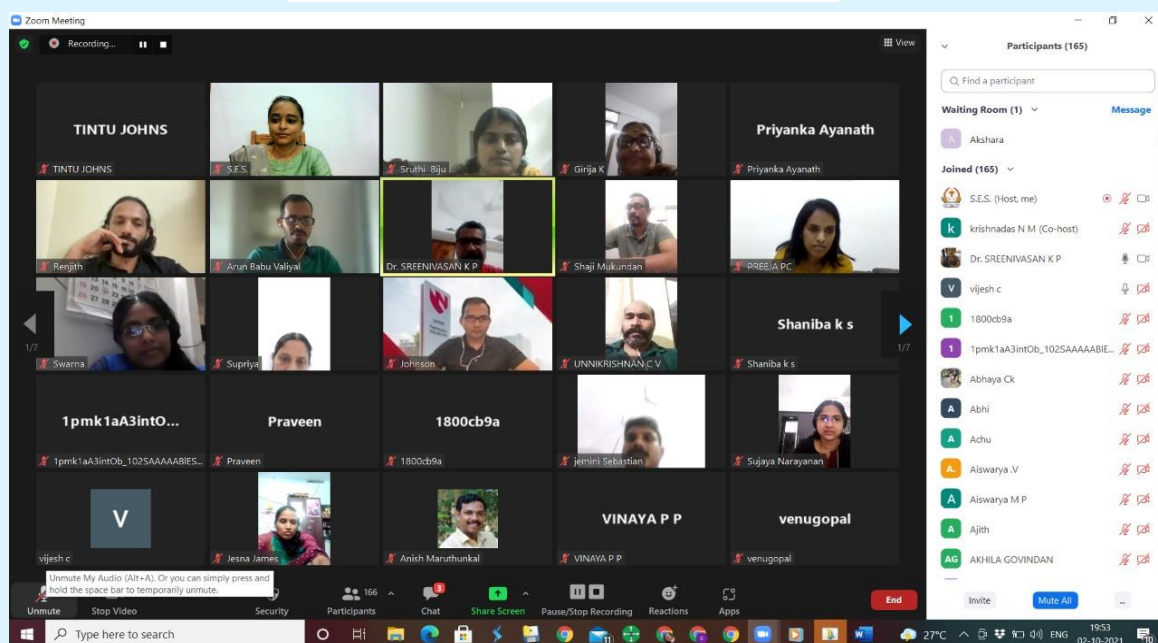 Zoom Meeting
Recording...
View
TINTU JOHNS
TINTU JOHNS
S.E.S.
Sruthi Biju
Girija K
Priyanka Ayanath
Priyanka Ayanath
Renjith
Arun Babu Valiyal
Dr. SREENIVASAN K P
Shaji Mukundan
PREEJA PC
1/7
Swarna
Supriya
Johnson
UNNIKRISHNAN C V
Shaniba k s
Shaniba k s
1/7
1pmk1aA3intO...
1pmk1aA3intOb_102SAAAAABlES...
Praveen
Praveen
1800cb9a
1800cb9a
jemini Sebastian
Sujaya Narayanan
V
vijesh c
Jesna James
Anish Maruthunkal
VINAYA P P
VINAYA P P
venugopal
venugopal
Unmute My Audio (Alt+A). Or you can simply press and
hold the space bar to temporarily unmute.
Unmute
Stop Video
Security
166
Participants
3
Chat
Share Screen
Pause/Stop Recording
Reactions
Apps
End
Participants (165)
Find a participant
Waiting Room (1)
Message
A
Akshara
Joined (165)
S.E.S. (Host, me)
k
krishnadas N M (Co-host)
Dr. SREENIVASAN K P
V
vijesh c
1
1800cb9a
1
1pmk1aA3intOb_102SAAAAABlE...
Abhaya Ck
A
Abhi
A
Achu
A.
Aiswarya .V
A
Aiswarya M P
A
Ajith
AG
AKHILA GOVINDAN
Invite
Mute All
...
Type here to search
27°C
ENG
19:53
02-10-2021